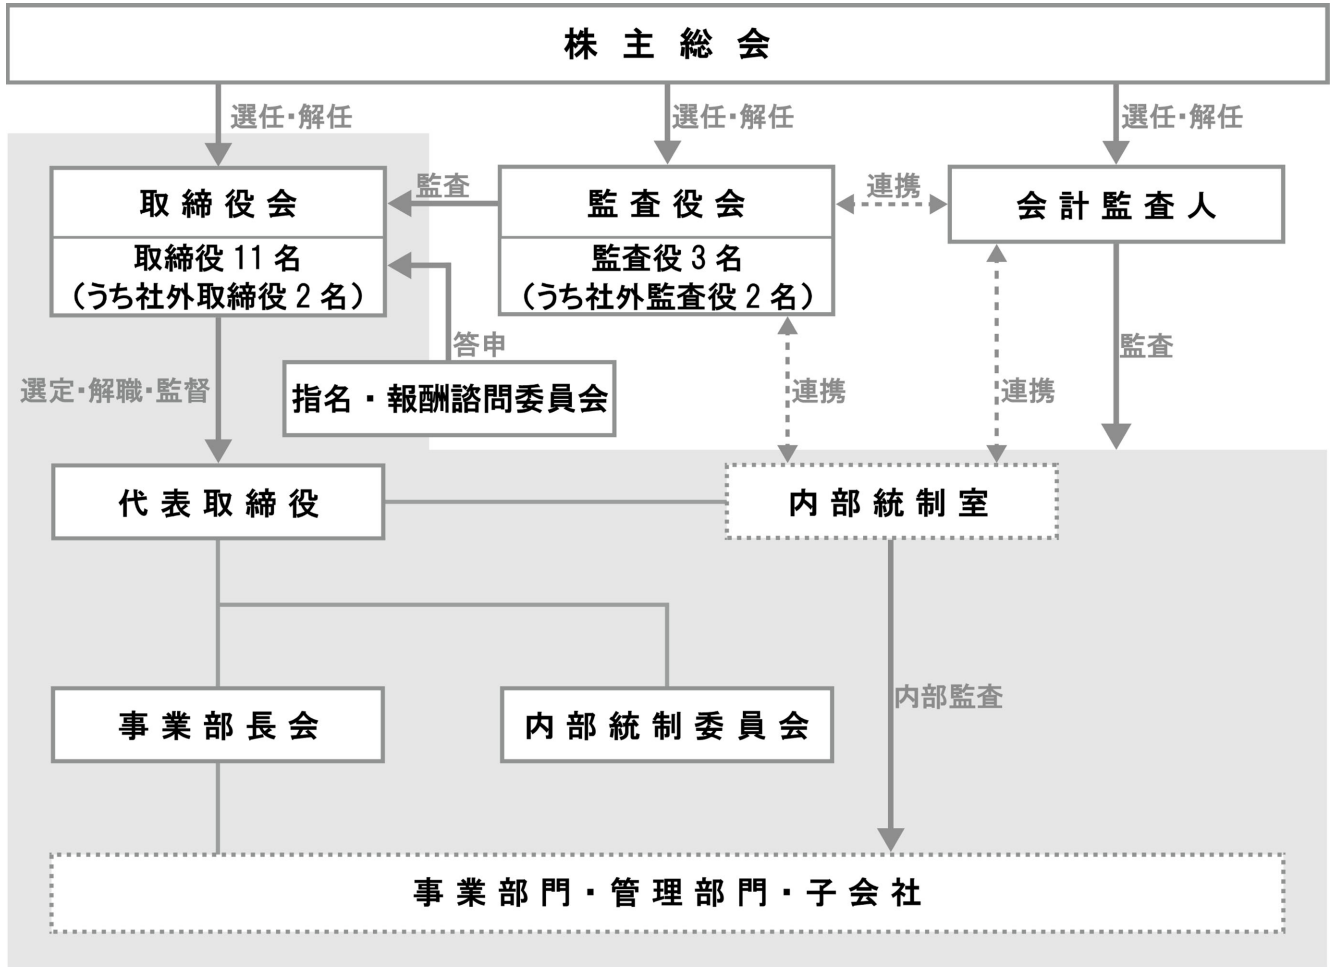 株主総会
選任・解任
選任・解任
選任・解任
取締役会
監査
監査役会
連携
会計監査人
取締役11名
（うち社外取締役2名）
監査役3名
（うち社外監査役2名）
答申
監査
選定・解職・監督
指名・報酬諮問委員会
連携
連携
代表取締役
内部統制室
内部監査
事業部長会
内部統制委員会
事業部門・管理部門・子会社